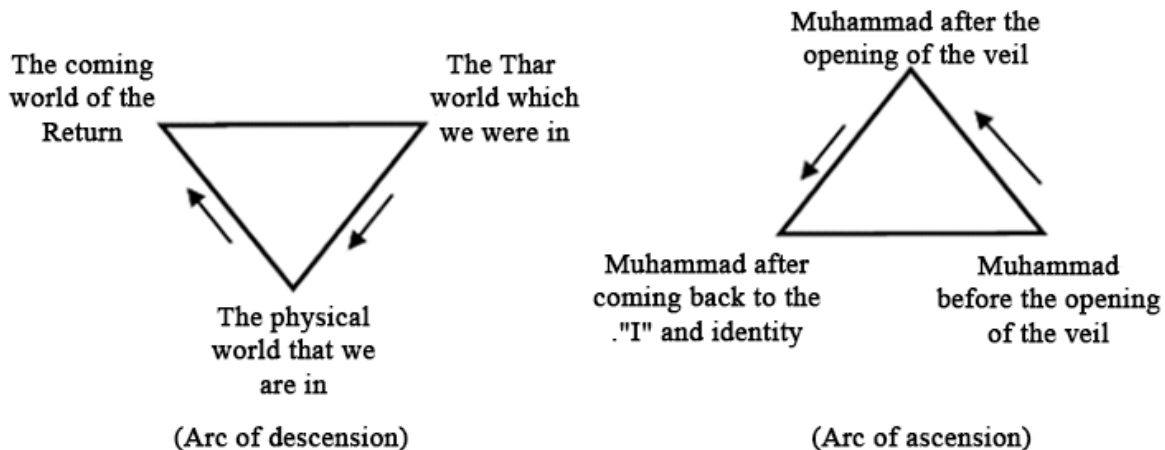 The coming
world of the
Return
The Thar
world which
we were in
The physical
world that we
are in
(Arc of descension)
Muhammad after the
opening of the veil
Muhammad after
coming back to the
."I" and identity
Muhammad
before the opening
of the veil
(Arc of ascension)